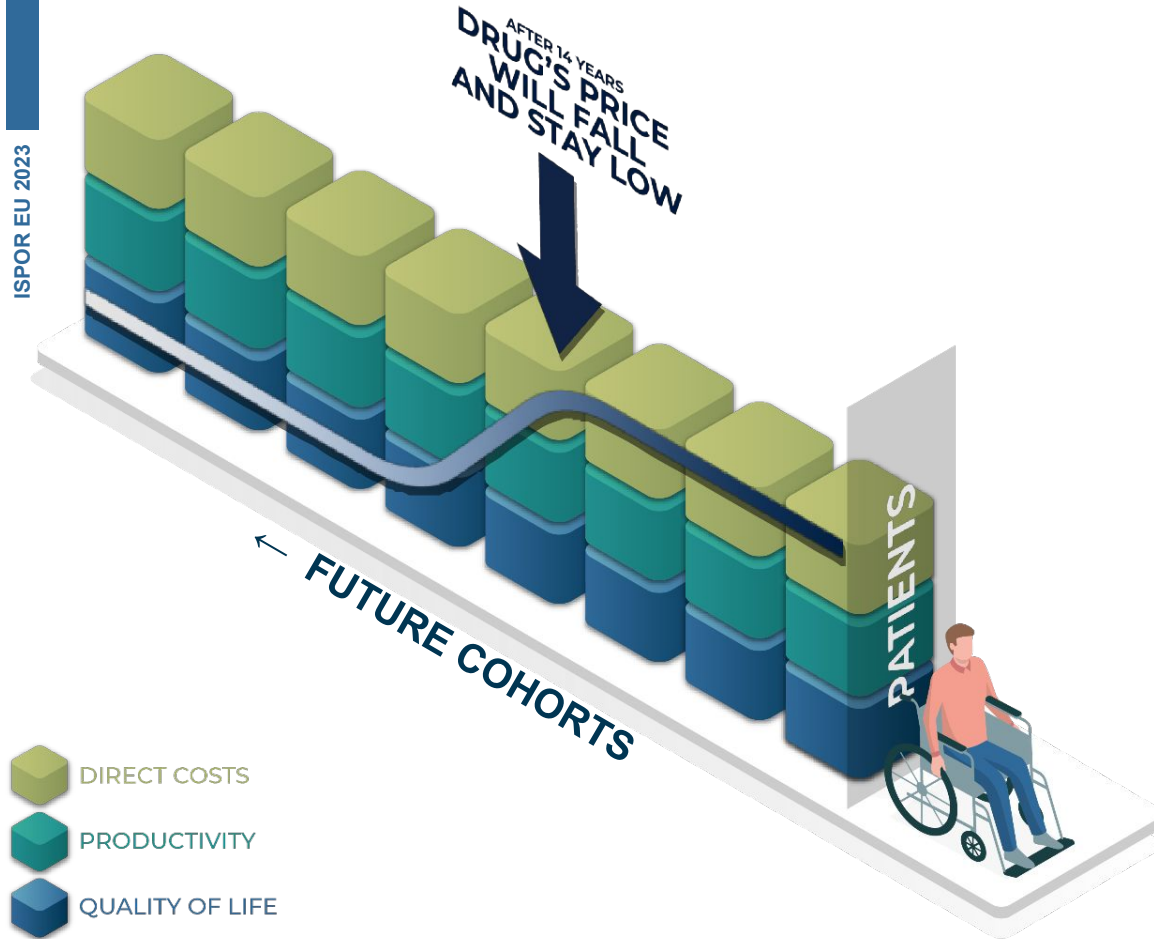 ISPOR EU 2023
AFTER 14 YEARS
DRUG'S PRICE
WILL FALL
AND STAY LOW
PATIENTS
← FUTURE COHORTS
DIRECT COSTS
PRODUCTIVITY
QUALITY OF LIFE